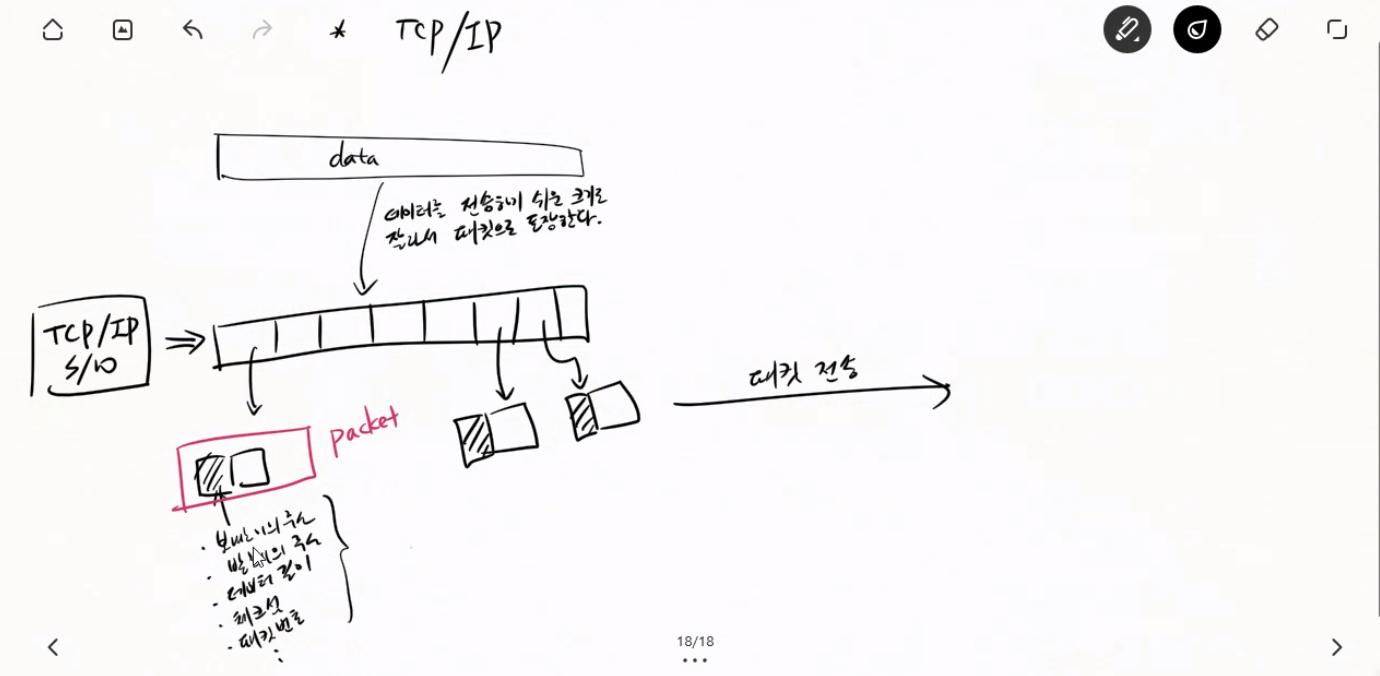 * TCP/IP
data
데이터를 전송하기 쉬운 크기로
잘라서 패킷으로 포장한다.
TCP/IP
S/W
패킷 전송
packet
· 보내는이의 주소
· 받는이의 주소
· 데이터 길이
· 체크섬
· 패킷번호
18/18